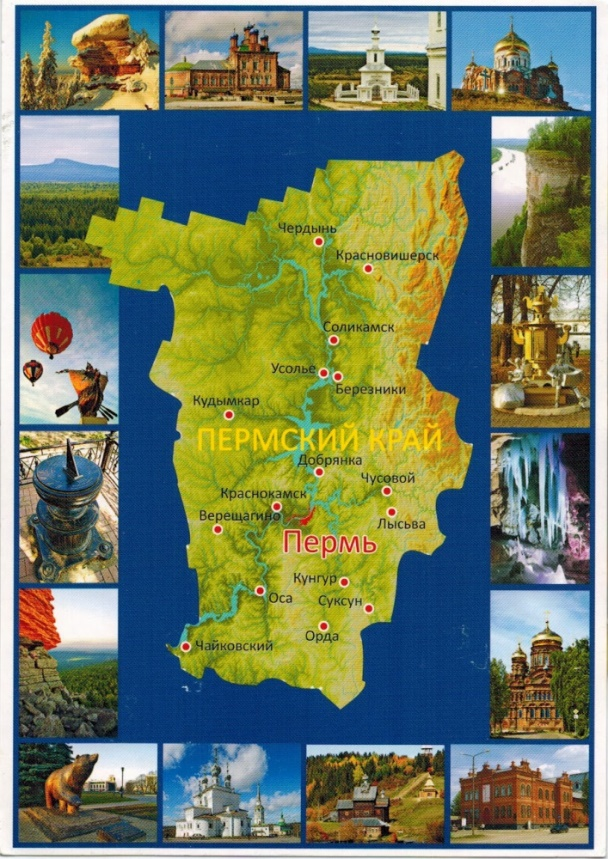 Чердынь
Красновишерск
Соликамск
Усолье
Березники
Кудымкар
ПЕРМСКИЙ КРАЙ
Добрянка
Чусовой
Краснокамск
Верещагино
Лысьва
Пермь
Кунгур
Оса
Суксун
Орда
Чайковский